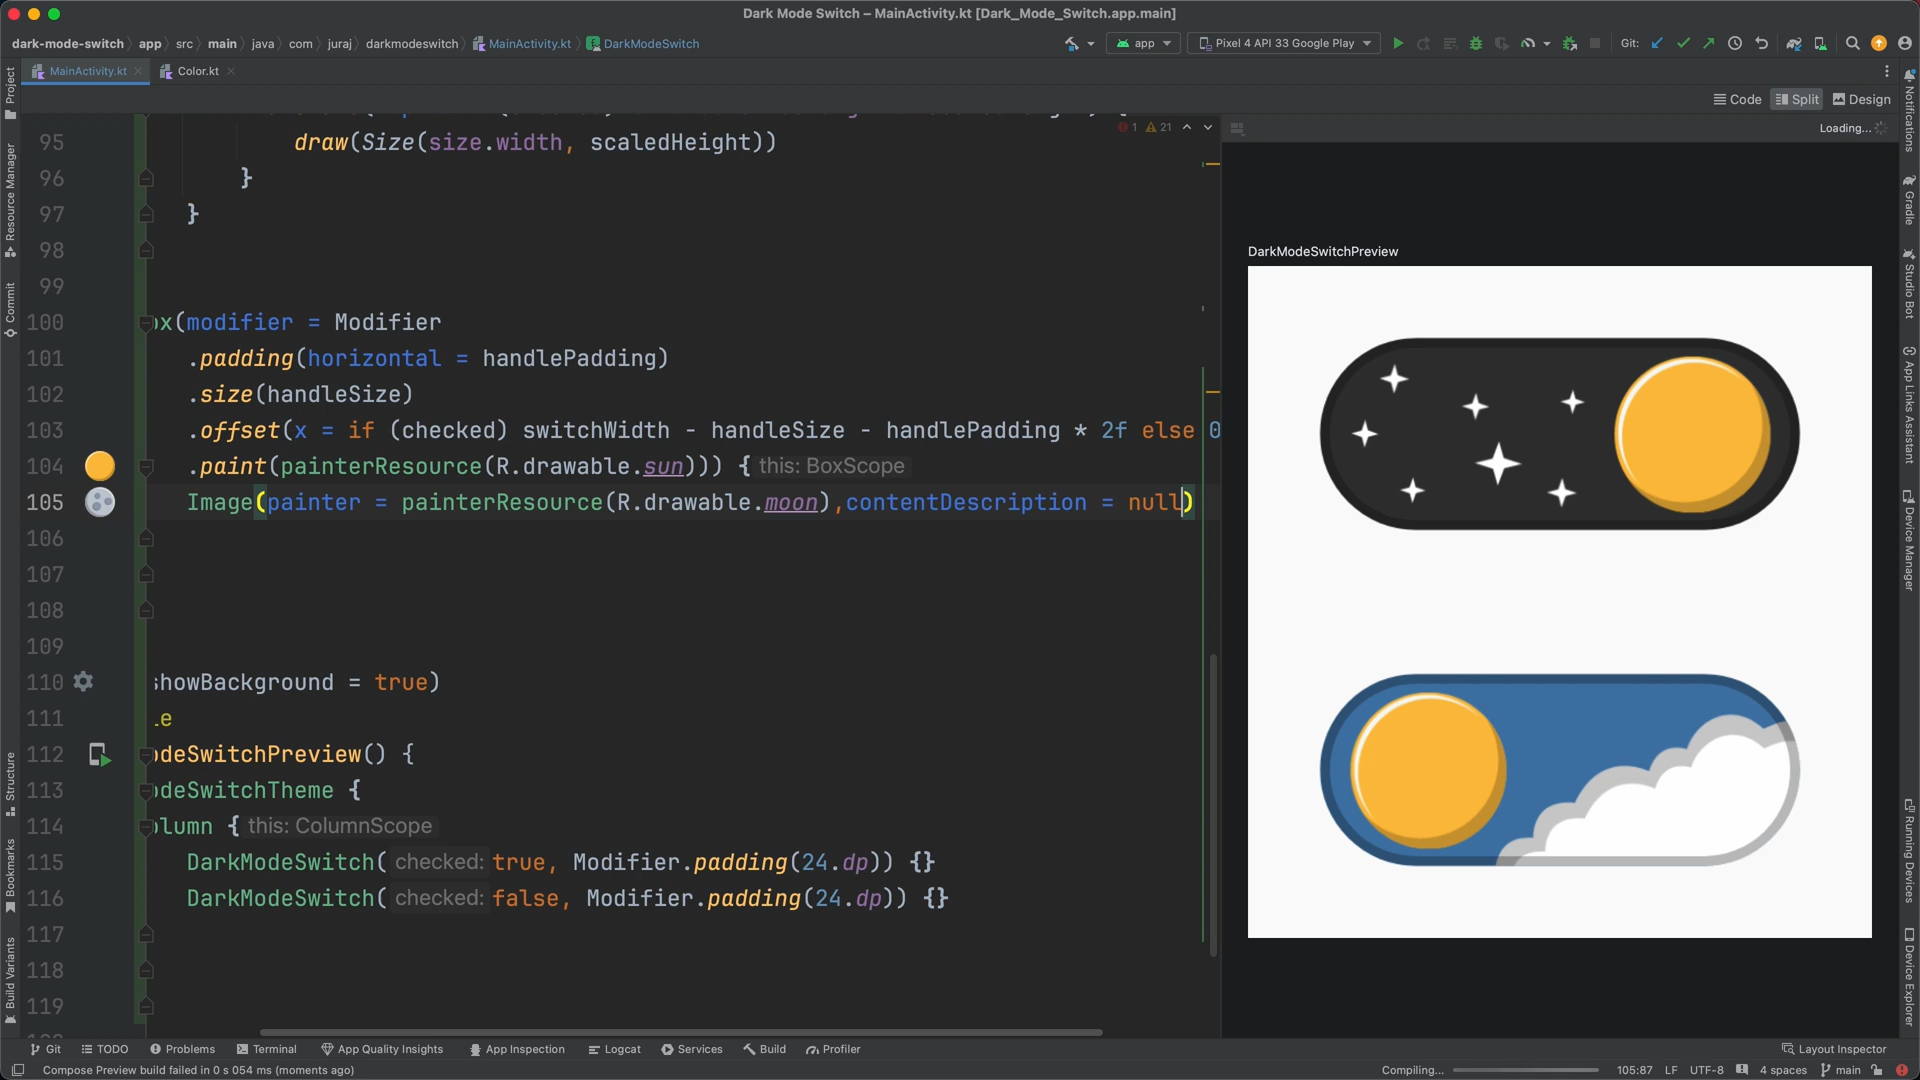 Dark Mode Switch – MainActivity.kt [Dark_Mode_Switch.app.main]
dark-mode-switch app src main java com juraj darkmodeswitch MainActivity.kt DarkModeSwitch app Pixel 4 API 33 Google Play Git:
MainActivity.kt Color.kt
Code Split Design
1 21 Loading...
95 draw(Size(size.width, scaledHeight))
96 }
97 }
98
99
100 ox(modifier = Modifier
101 .padding(horizontal = handlePadding)
102 .size(handleSize)
103 .offset(x = if (checked) switchWidth - handleSize - handlePadding * 2f else 0
104 .paint(painterResource(R.drawable.sun))) { this: BoxScope
105 Image(painter = painterResource(R.drawable.moon),contentDescription = null)
106
107
108
109
110 showBackground = true)
111 le
112 odeSwitchPreview() {
113 odeSwitchTheme {
114 olumn { this: ColumnScope
115 DarkModeSwitch( checked: true, Modifier.padding(24.dp)) {}
116 DarkModeSwitch( checked: false, Modifier.padding(24.dp)) {}
117
118
119
DarkModeSwitchPreview
Project
Resource Manager
Commit
Structure
Bookmarks
Build Variants
Notifications
Gradle
Studio Bot
App Links Assistant
Device Manager
Running Devices
Device Explorer
Git TODO Problems Terminal App Quality Insights App Inspection Logcat Services Build Profiler Layout Inspector
Compose Preview build failed in 0 s 054 ms (moments ago) Compiling... 105:87 LF UTF-8 4 spaces main